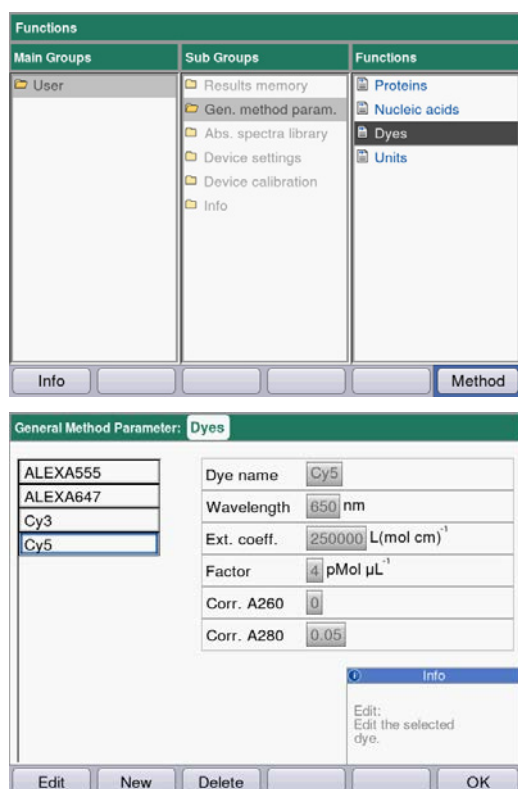 Functions
Main Groups
Sub Groups
Functions
User
Results memory
Gen. method param.
Abs. spectra library
Device settings
Device calibration
Info
Proteins
Nucleic acids
Dyes
Units
Info
Method
General Method Parameter: Dyes
ALEXA555
ALEXA647
Cy3
Cy5
Dye name Cy5
Wavelength 650 nm
Ext. coeff. 250000 L(mol cm)⁻¹
Factor 4 pMol µL⁻¹
Corr. A260 0
Corr. A280 0.05
Info
Edit:
Edit the selected
dye.
Edit
New
Delete
OK